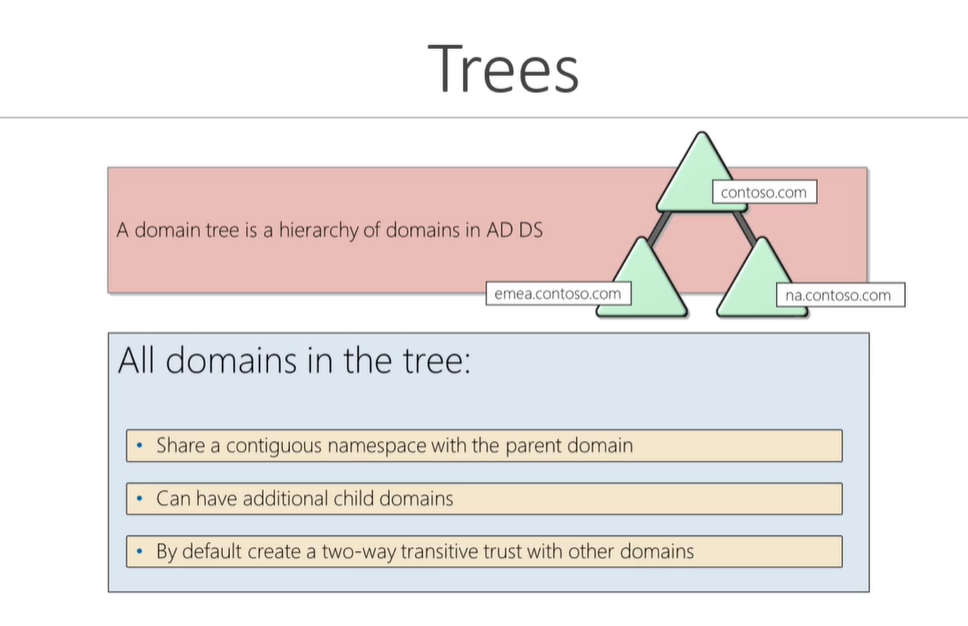 Trees
A domain tree is a hierarchy of domains in AD DS
contoso.com
emea.contoso.com
na.contoso.com
All domains in the tree:
• Share a contiguous namespace with the parent domain
• Can have additional child domains
• By default create a two-way transitive trust with other domains